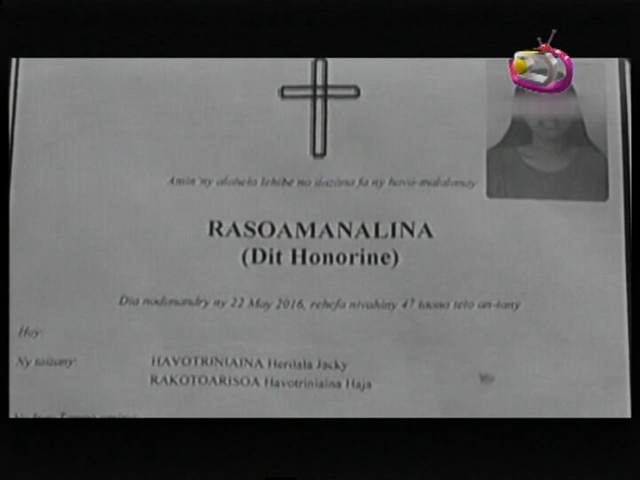 Amin'ny alahelo lehibe no ilazàna fa ny havo-malalanay
RASOAMANALINA
(Dit Honorine)
Dia nodimandry ny 22 May 2016, rehefa nivahiny 47 taona teto an-tany
Hoy:
Ny zanany:
HAVOTRINIAINA Herilala Jacky
RAKOTOARISOA Havotriniaina Haja